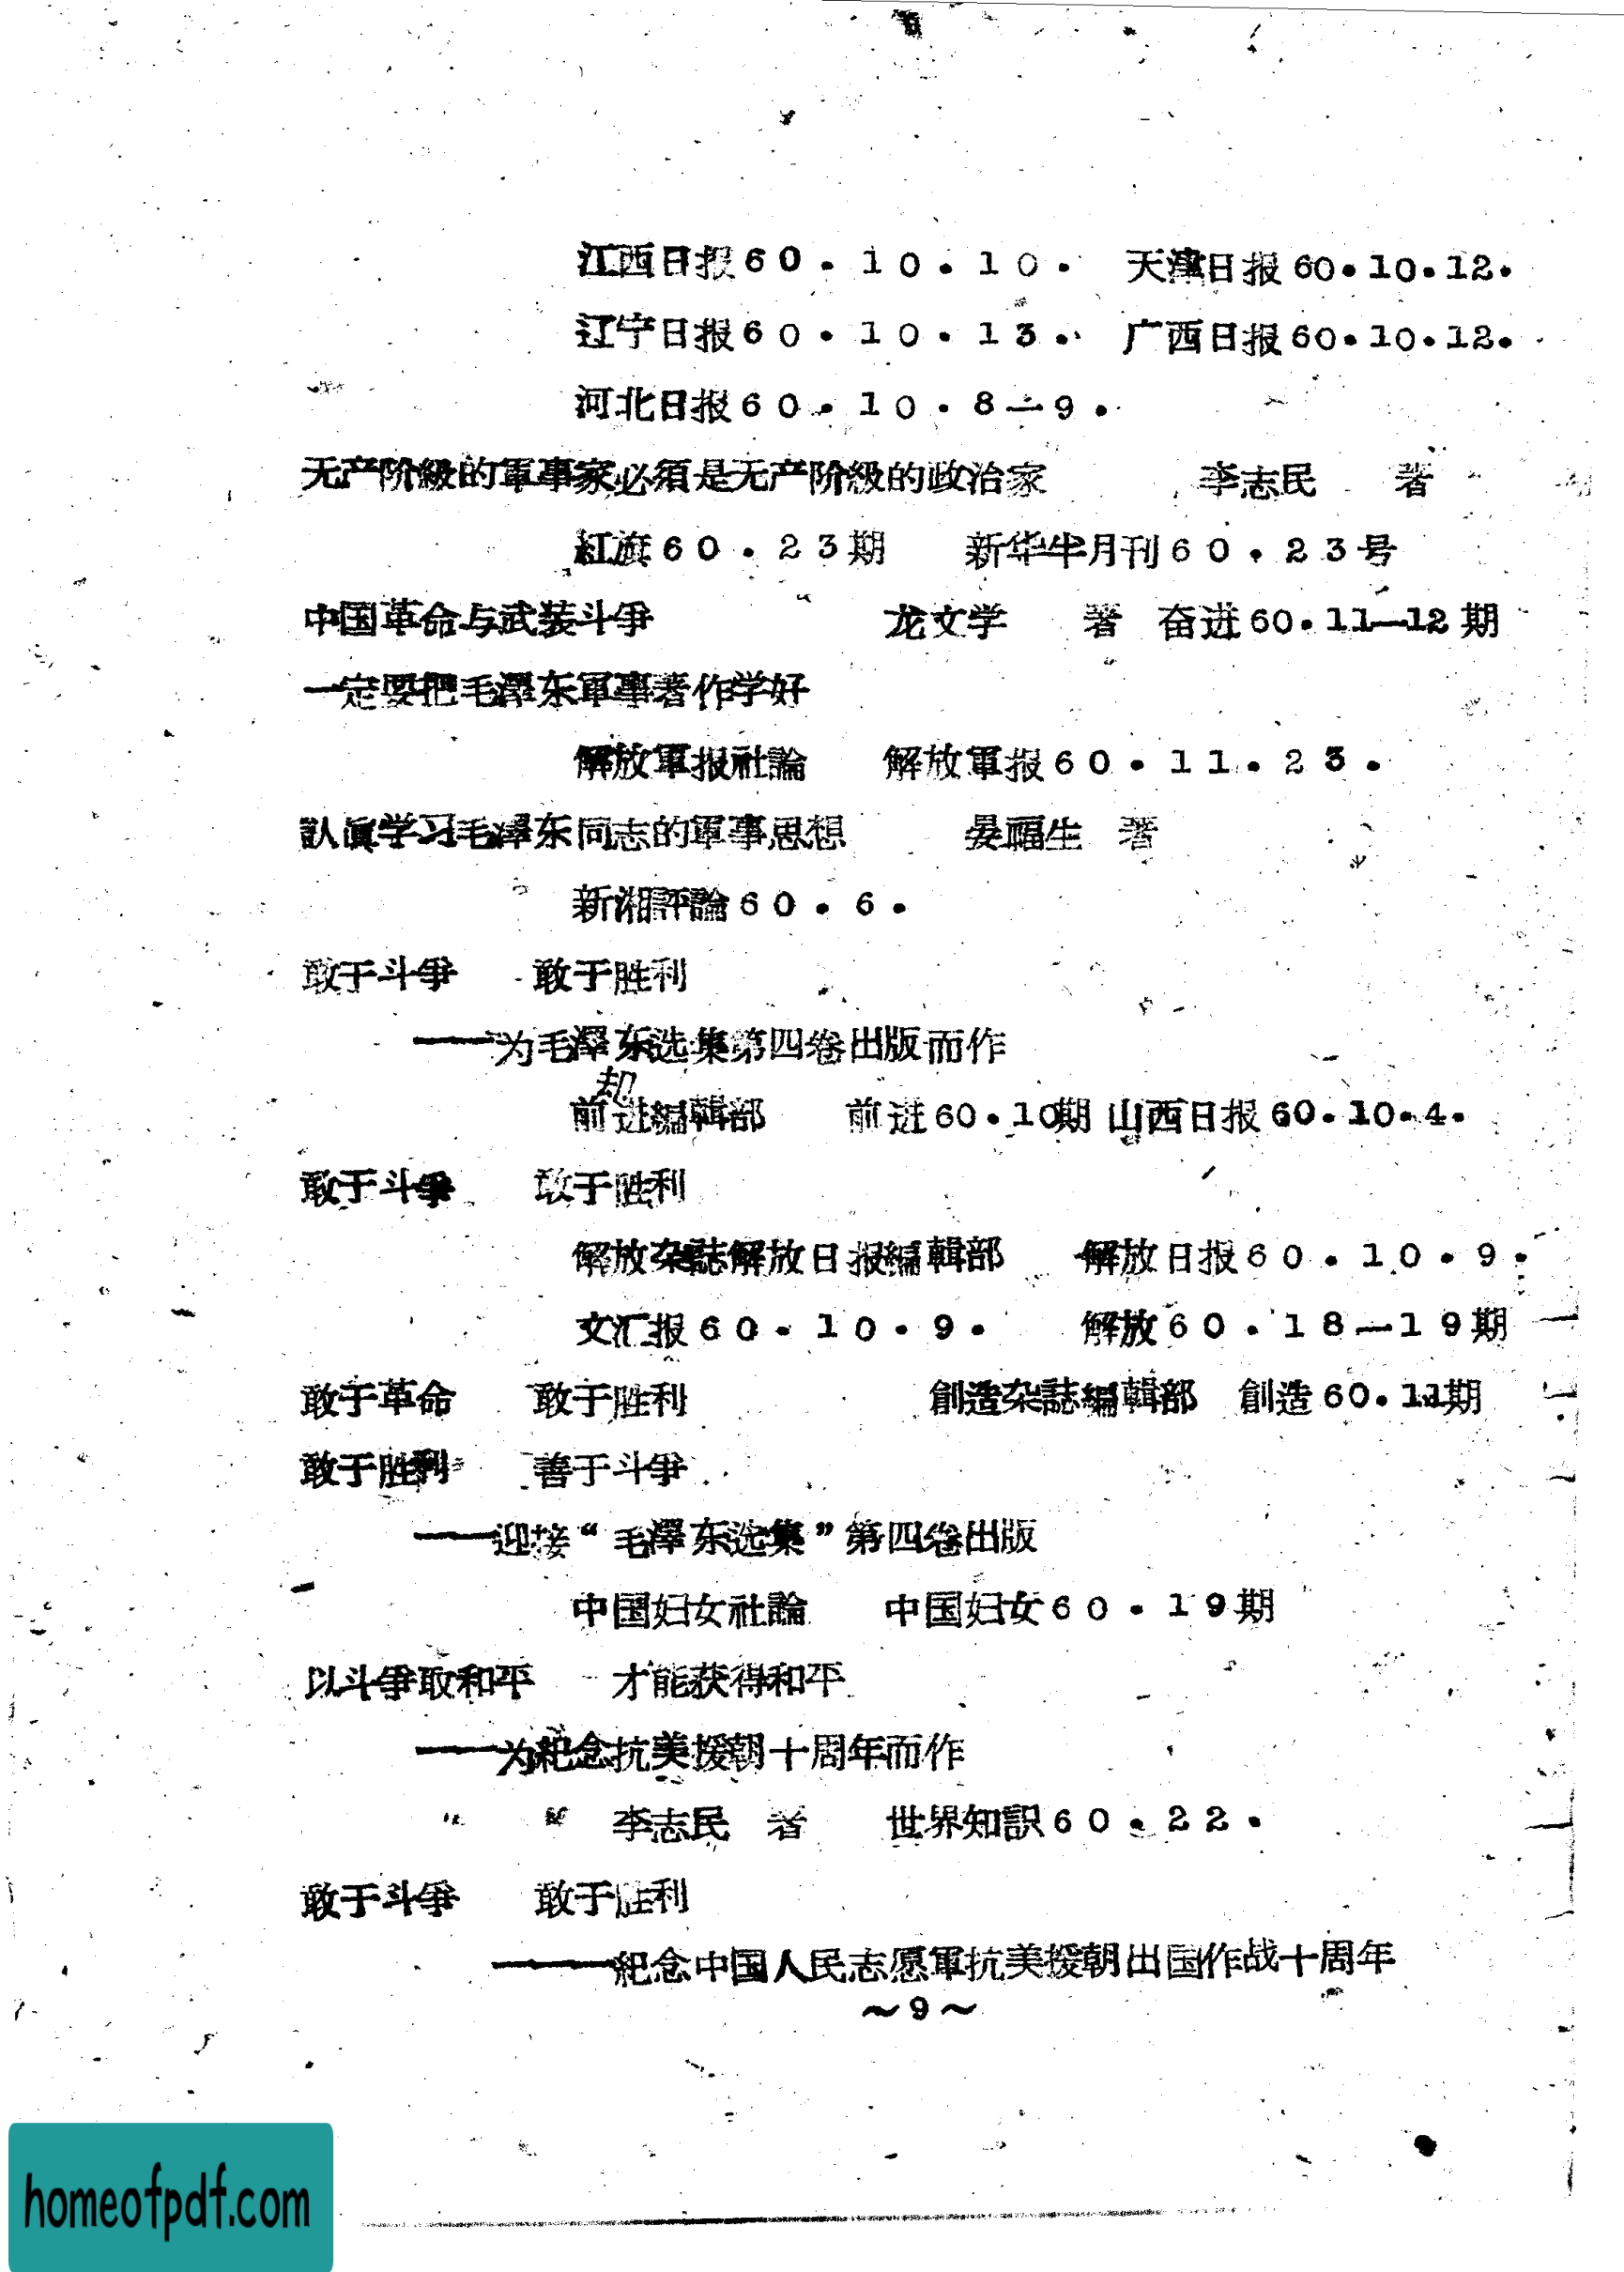 江西日报60.10.10. 天津日报60.10.12.
辽宁日报60.10.13. 广西日报60.10.12.
河北日报60.10.8—9.
无产阶級的軍事家必須是无产阶級的政治家 李志民 著
紅旗60.23期 新华半月刊60.23号
中国革命与武装斗爭 龙文学 著 奋进60.11—12期
一定要把毛澤东軍事著作学好
解放軍报社論 解放軍报60.11.23.
認眞学习毛澤东同志的軍事思想 晏福生 著
新湘評論60.6.
敢于斗爭 敢于胜利
——为毛澤东选集第四卷出版而作
却
前进編輯部 前进60.10期 山西日报60.10.4.
敢于斗爭 敢于胜利
解放杂誌解放日报編輯部 解放日报60.10.9.
文汇报60.10.9. 解放60.18—19期
敢于革命 敢于胜利 創造杂誌編輯部 創造60.11期
敢于胜利 善于斗爭
——迎接“毛澤东选集”第四卷出版
中国妇女社論 中国妇女60.19期
以斗爭取和平 才能获得和平
——为紀念抗美援朝十周年而作
李志民 著 世界知識60.22.
敢于斗爭 敢于胜利
———紀念中国人民志愿軍抗美援朝出国作战十周年
～9～
homeofpdf.com